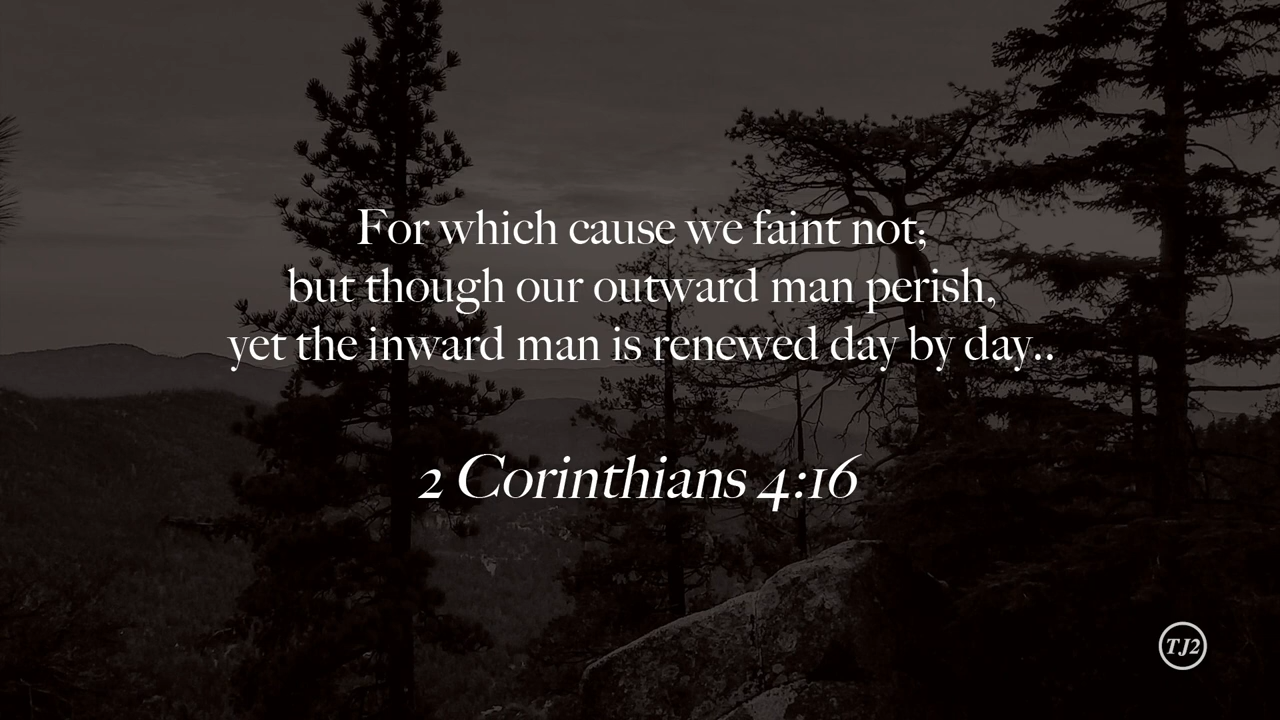 For which cause we faint not;
but though our outward man perish,
yet the inward man is renewed day by day..
2 Corinthians 4:16
TJ2